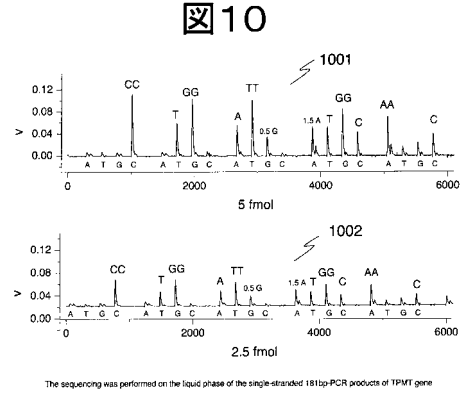 図10
1001
CC
T
GG
A
TT
0.5 G
1.5 A
T
GG
C
AA
C
0.12
0.08
0.04
0.00
V
A T G C A T G C A T G C A T G C A T G C
0 2000 4000 6000
5 fmol
1002
CC
T
GG
A
TT
0.5 G
1.5 A
T
GG
C
AA
C
0.12
0.08
0.04
0.00
V
A T G C A T G C A T G C A T G C A T G C
0 2000 4000 6000
2.5 fmol
The sequencing was performed on the liquid phase of the single-stranded 181bp-PCR products of TPMT gene